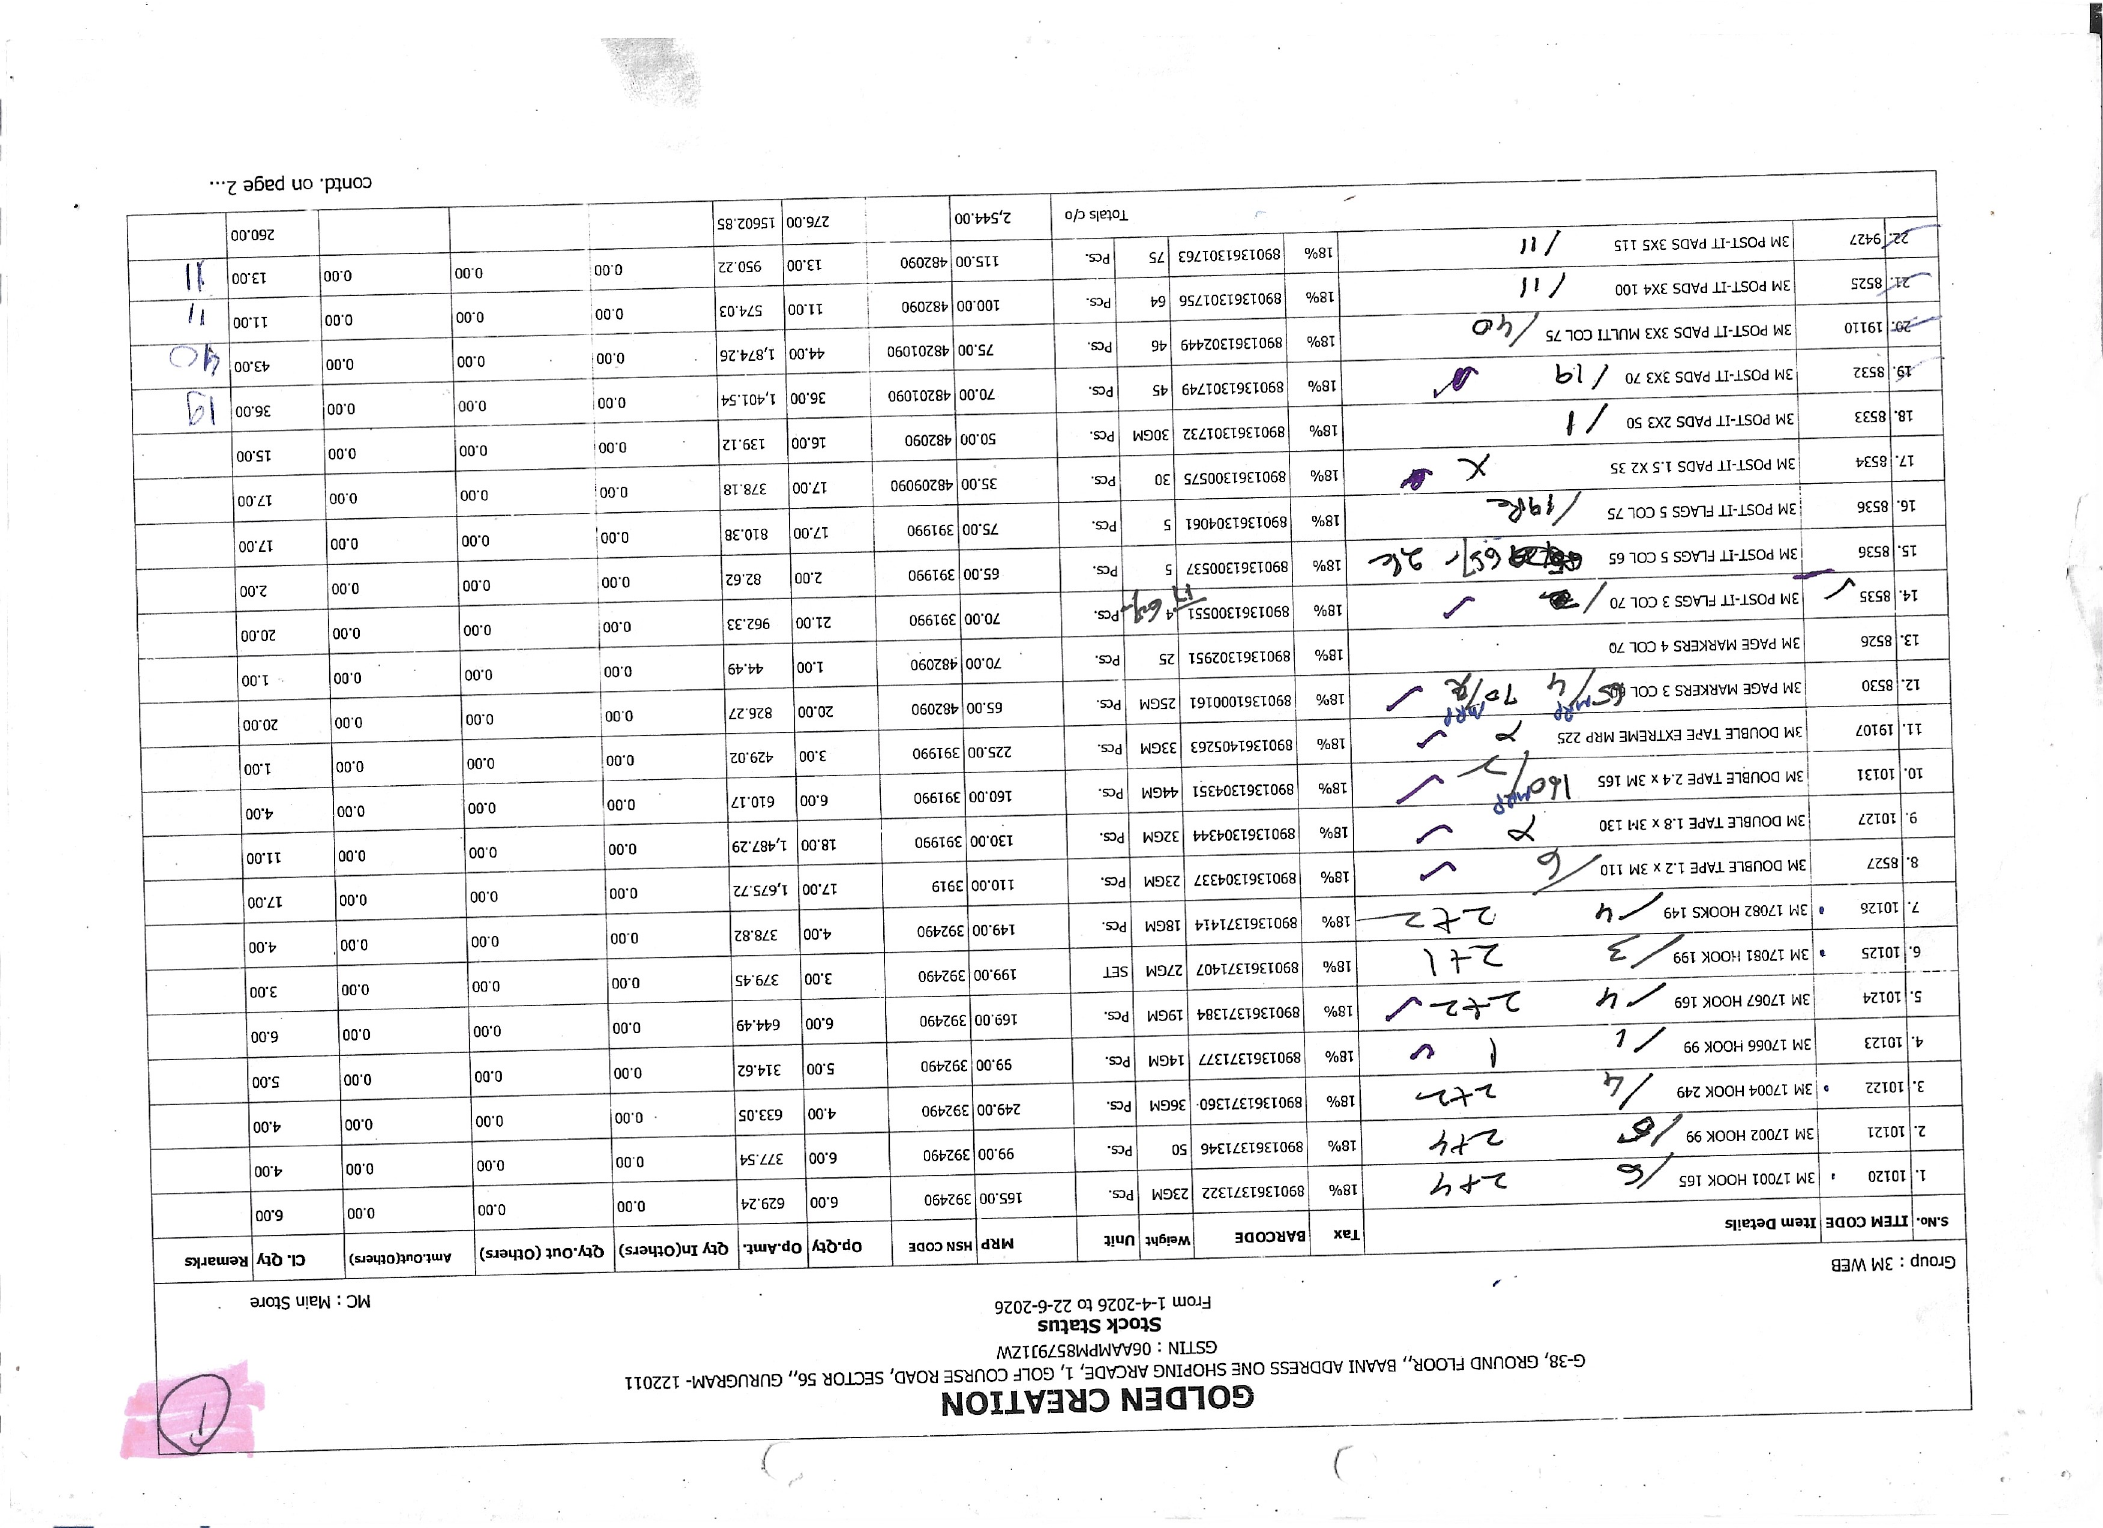 1
GOLDEN CREATION
G-38, GROUND FLOOR,, BAANI ADDRESS ONE SHOPING ARCADE, 1, GOLF COURSE ROAD, SECTOR 56,, GURUGRAM- 122011
GSTIN : 06AAMPM8579J1ZW
Stock Status
From 1-4-2026 to 22-6-2026
MC : Main Store
Group : 3M WEB
S.No. ITEM CODE Item Details Tax BARCODE Weight Unit MRP HSN CODE Op.Qty Op.Amt. Qty In(Others) Qty.Out (Others) Amt.Out(Others) Cl. Qty Remarks
1. 10120 3M 17001 HOOK 165 /6 2+4 18% 8901361371322 23GM Pcs. 165.00 392490 6.00 629.24 0.00 0.00 0.00 6.00
2. 10121 3M 17002 HOOK 99 / 2+4 18% 8901361371346 50 Pcs. 99.00 392490 6.00 377.54 0.00 0.00 0.00 4.00
3. 10122 3M 17004 HOOK 249 /4 2+2 18% 8901361371360 36GM Pcs. 249.00 392490 4.00 633.05 0.00 0.00 0.00 4.00
4. 10123 3M 17066 HOOK 99 /1 1 18% 8901361371377 14GM Pcs. 99.00 392490 5.00 314.62 0.00 0.00 0.00 5.00
5. 10124 3M 17067 HOOK 169 /4 2+2 ✓ 18% 8901361371384 19GM Pcs. 169.00 392490 6.00 644.49 0.00 0.00 0.00 6.00
6. 10125 3M 17081 HOOK 199 /3 2+1 18% 8901361371407 27GM SET 199.00 392490 3.00 379.45 0.00 0.00 0.00 3.00
7. 10126 3M 17082 HOOKS 149 /4 2+2 18% 8901361371414 18GM Pcs. 149.00 392490 4.00 378.82 0.00 0.00 0.00 4.00
8. 8527 3M DOUBLE TAPE 1.2 x 3M 110 /6 ✓ 18% 8901361304337 23GM Pcs. 110.00 3919 17.00 1,675.72 0.00 0.00 0.00 17.00
9. 10127 3M DOUBLE TAPE 1.8 x 3M 130 ✓ 18% 8901361304344 32GM Pcs. 130.00 391990 18.00 1,487.29 0.00 0.00 0.00 11.00
10. 10131 3M DOUBLE TAPE 2.4 x 3M 165 MRP 160/2 ✓ 18% 8901361304351 44GM Pcs. 160.00 391990 6.00 610.17 0.00 0.00 0.00 4.00
11. 19107 3M DOUBLE TAPE EXTREME MRP 225 ✓ 18% 8901361405263 33GM Pcs. 225.00 391990 3.00 429.02 0.00 0.00 0.00 1.00
12. 8530 3M PAGE MARKERS 3 COL MRP 65/4 MRP 70/2 ✓ 18% 8901361000161 25GM Pcs. 65.00 482090 20.00 826.27 0.00 0.00 0.00 20.00
13. 8526 3M PAGE MARKERS 4 COL 70 18% 8901361302951 25 Pcs. 70.00 482090 1.00 44.49 0.00 0.00 0.00 1.00
14. 8535 ✓ 3M POST-IT FLAGS 3 COL 70 / ✓ 18% 8901361300551 4 Pcs. 70.00 391990 21.00 962.33 0.00 0.00 0.00 20.00
15. 8536 3M POST-IT FLAGS 5 COL 65 18% 8901361300537 5 Pcs. 65.00 391990 2.00 82.62 0.00 0.00 0.00 2.00
16. 8536 3M POST-IT FLAGS 5 COL 75 18% 8901361304061 5 Pcs. 75.00 391990 17.00 810.38 0.00 0.00 0.00 17.00
17. 8534 3M POST-IT PADS 1.5 X2 35 X 18% 8901361300575 30 Pcs. 35.00 48209090 17.00 378.18 0.00 0.00 0.00 17.00
18. 8533 3M POST-IT PADS 2X3 50 /1 18% 8901361301732 30GM Pcs. 50.00 482090 16.00 139.12 0.00 0.00 0.00 15.00
19. 8532 3M POST-IT PADS 3X3 70 /19 18% 8901361301749 45 Pcs. 70.00 48201090 36.00 1,401.54 0.00 0.00 0.00 36.00 19
20. 19110 3M POST-IT PADS 3X3 MULTI COL 75 /40 18% 8901361302449 46 Pcs. 75.00 48201090 44.00 1,874.26 0.00 0.00 0.00 43.00 40
21. 8525 3M POST-IT PADS 3X4 100 /11 18% 8901361301756 64 Pcs. 100.00 482090 11.00 574.03 0.00 0.00 0.00 11.00 11
22. 9427 3M POST-IT PADS 3X5 115 /11 18% 8901361301763 75 Pcs. 115.00 482090 13.00 950.22 0.00 0.00 0.00 13.00 11
Totals c/o 2,544.00 276.00 15602.85 260.00
contd. on page 2...